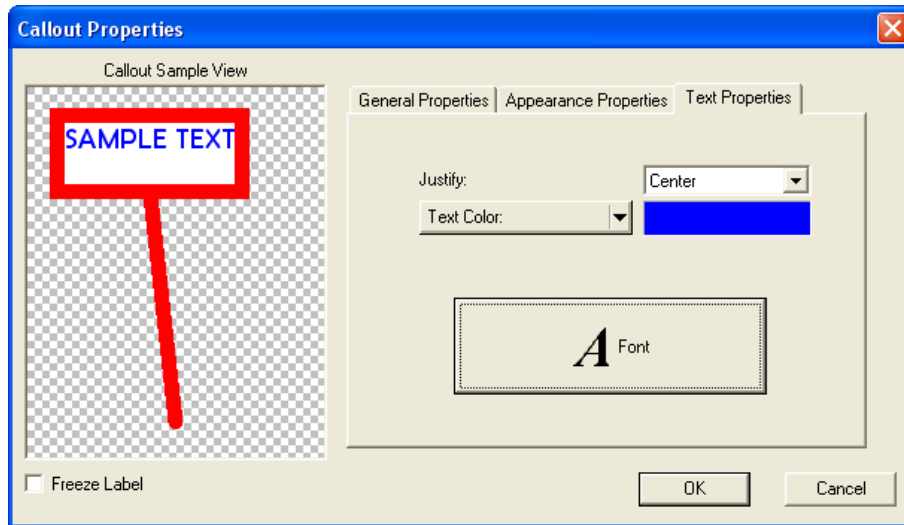 Callout Properties
Callout Sample View
SAMPLE TEXT
General Properties
Appearance Properties
Text Properties
Justify:
Center
Text Color:
A Font
Freeze Label
OK
Cancel